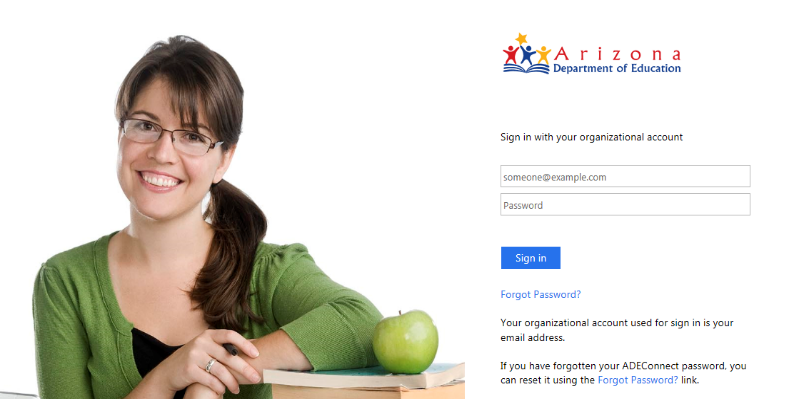 Arizona
Department of Education
Sign in with your organizational account
someone@example.com
Password
Sign in
Forgot Password?
Your organizational account used for sign in is your
email address.
If you have forgotten your ADEConnect password, you
can reset it using the Forgot Password? link.